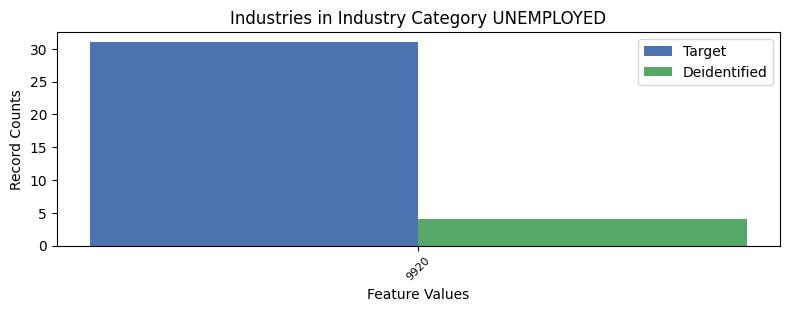 Industries in Industry Category UNEMPLOYED
Target
Deidentified
Record Counts
30
25
20
15
10
5
0
9920
Feature Values